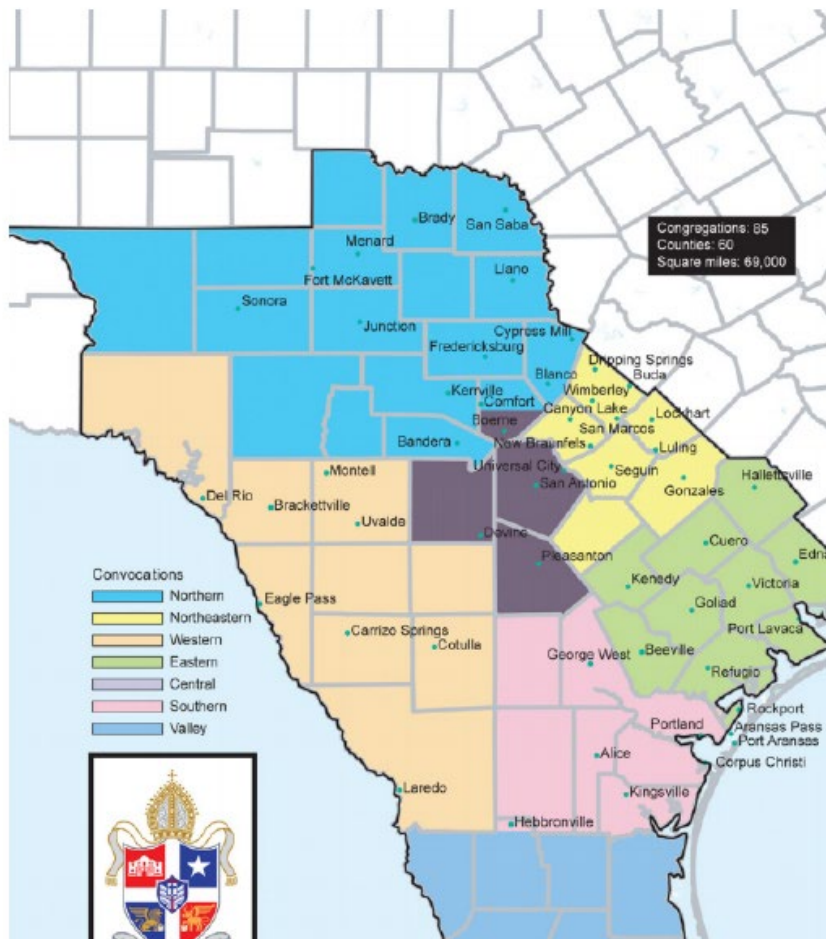 Brady
San Saba
Congregations: 85
Counties: 60
Square miles: 69,000
Menard
Fort McKavett
Llano
Sonora
Junction
Cypress Mill
Fredericksburg
Dripping Springs
Blanco
Buda
Kerrville
Wimberley
Comfort
Canyon Lake
Lockhart
Boerne
San Marcos
Bandera
New Braunfels
Luling
Montell
Universal City
Seguin
Hallettsville
San Antonio
Gonzales
Del Rio
Brackettville
Uvalde
Devine
Cuero
Pleasanton
Edna
Convocations
Kenedy
Victoria
Northern
Eagle Pass
Goliad
Northeastern
Port Lavaca
Western
Carrizo Springs
Cotulla
George West
Beeville
Eastern
Refugio
Central
Southern
Rockport
Valley
Portland
Aransas Pass
Port Aransas
Alice
Corpus Christi
Laredo
Kingsville
Hebbronville